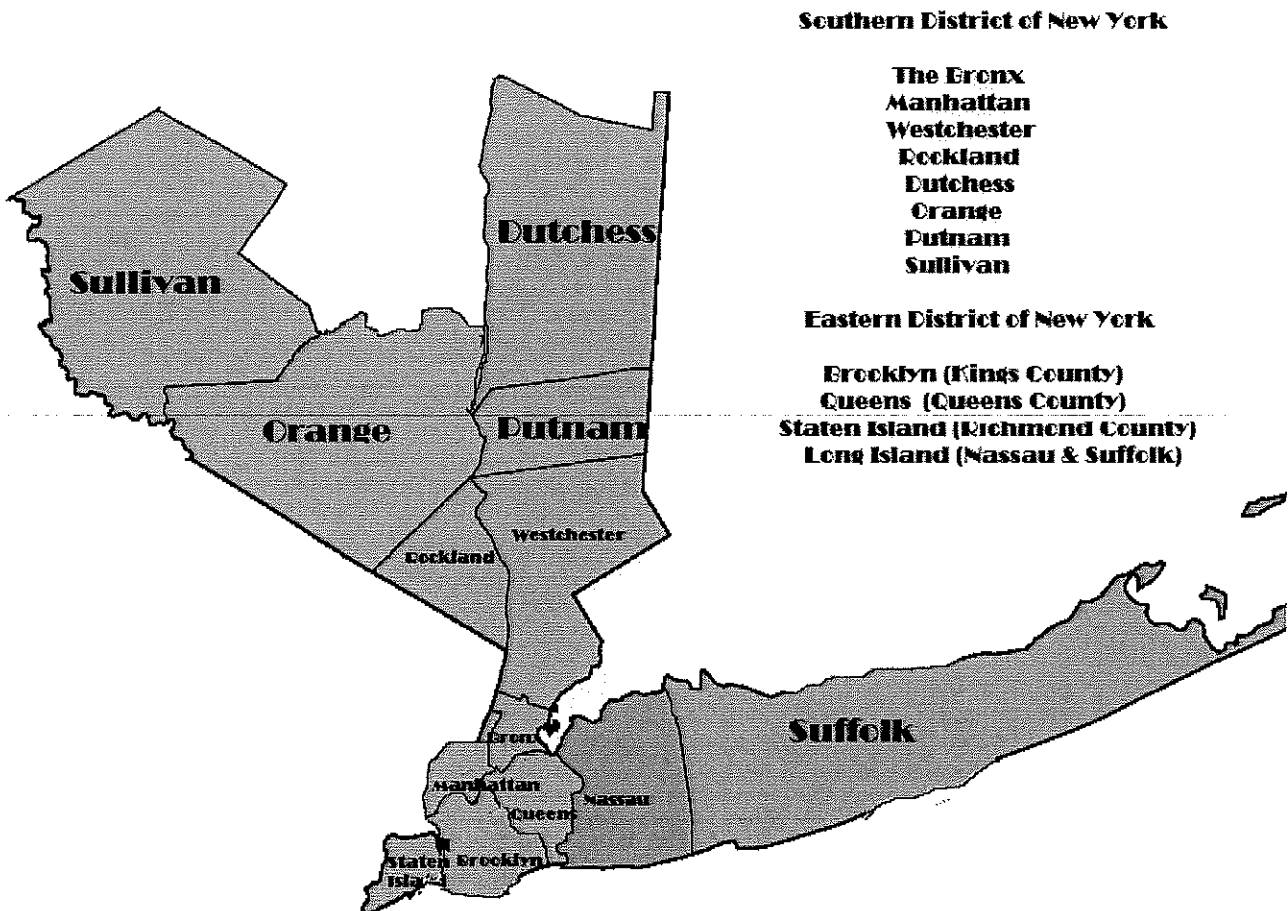 Southern District of New York
The Bronx
Manhattan
Westchester
Rockland
Dutchess
Orange
Putnam
Sullivan
Eastern District of New York
Brooklyn (Kings County)
Queens (Queens County)
Staten Island (Richmond County)
Long Island (Nassau & Suffolk)
Dutchess
Sullivan
Orange
Putnam
Westchester
Rockland
Suffolk
Bronx
Manhattan
Nassau
Queens
Staten
Brooklyn